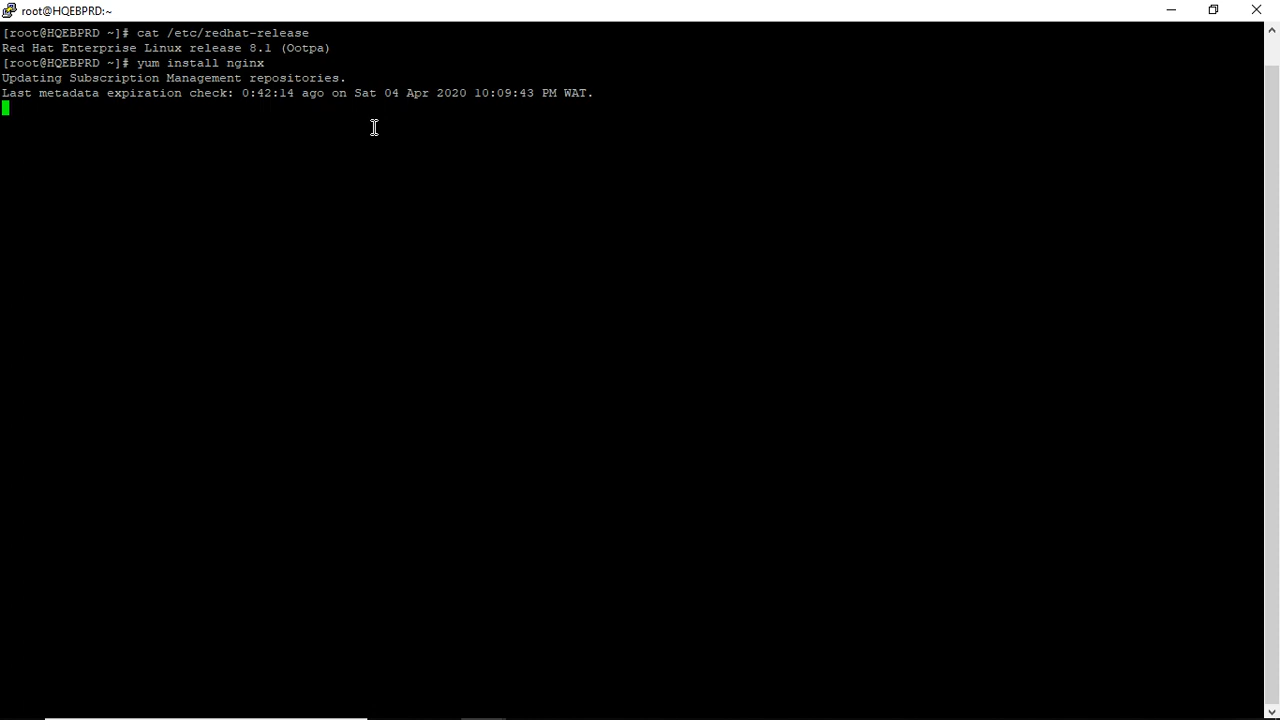 root@HQEBPRD:~
[root@HQEBPRD ~]# cat /etc/redhat-release
Red Hat Enterprise Linux release 8.1 (Ootpa)
[root@HQEBPRD ~]# yum install nginx
Updating Subscription Management repositories.
Last metadata expiration check: 0:42:14 ago on Sat 04 Apr 2020 10:09:43 PM WAT.